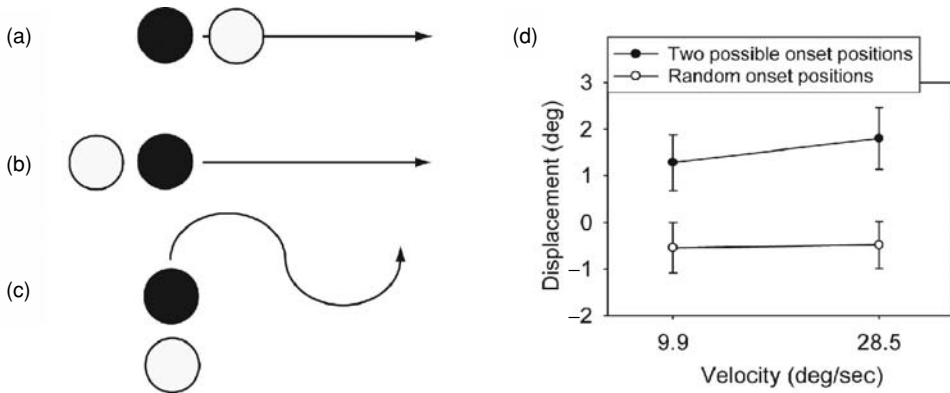 (a)
(b)
(c)
(d)
Two possible onset positions
Random onset positions
Displacement (deg)
3
2
1
0
–1
–2
9.9 28.5
Velocity (deg/sec)